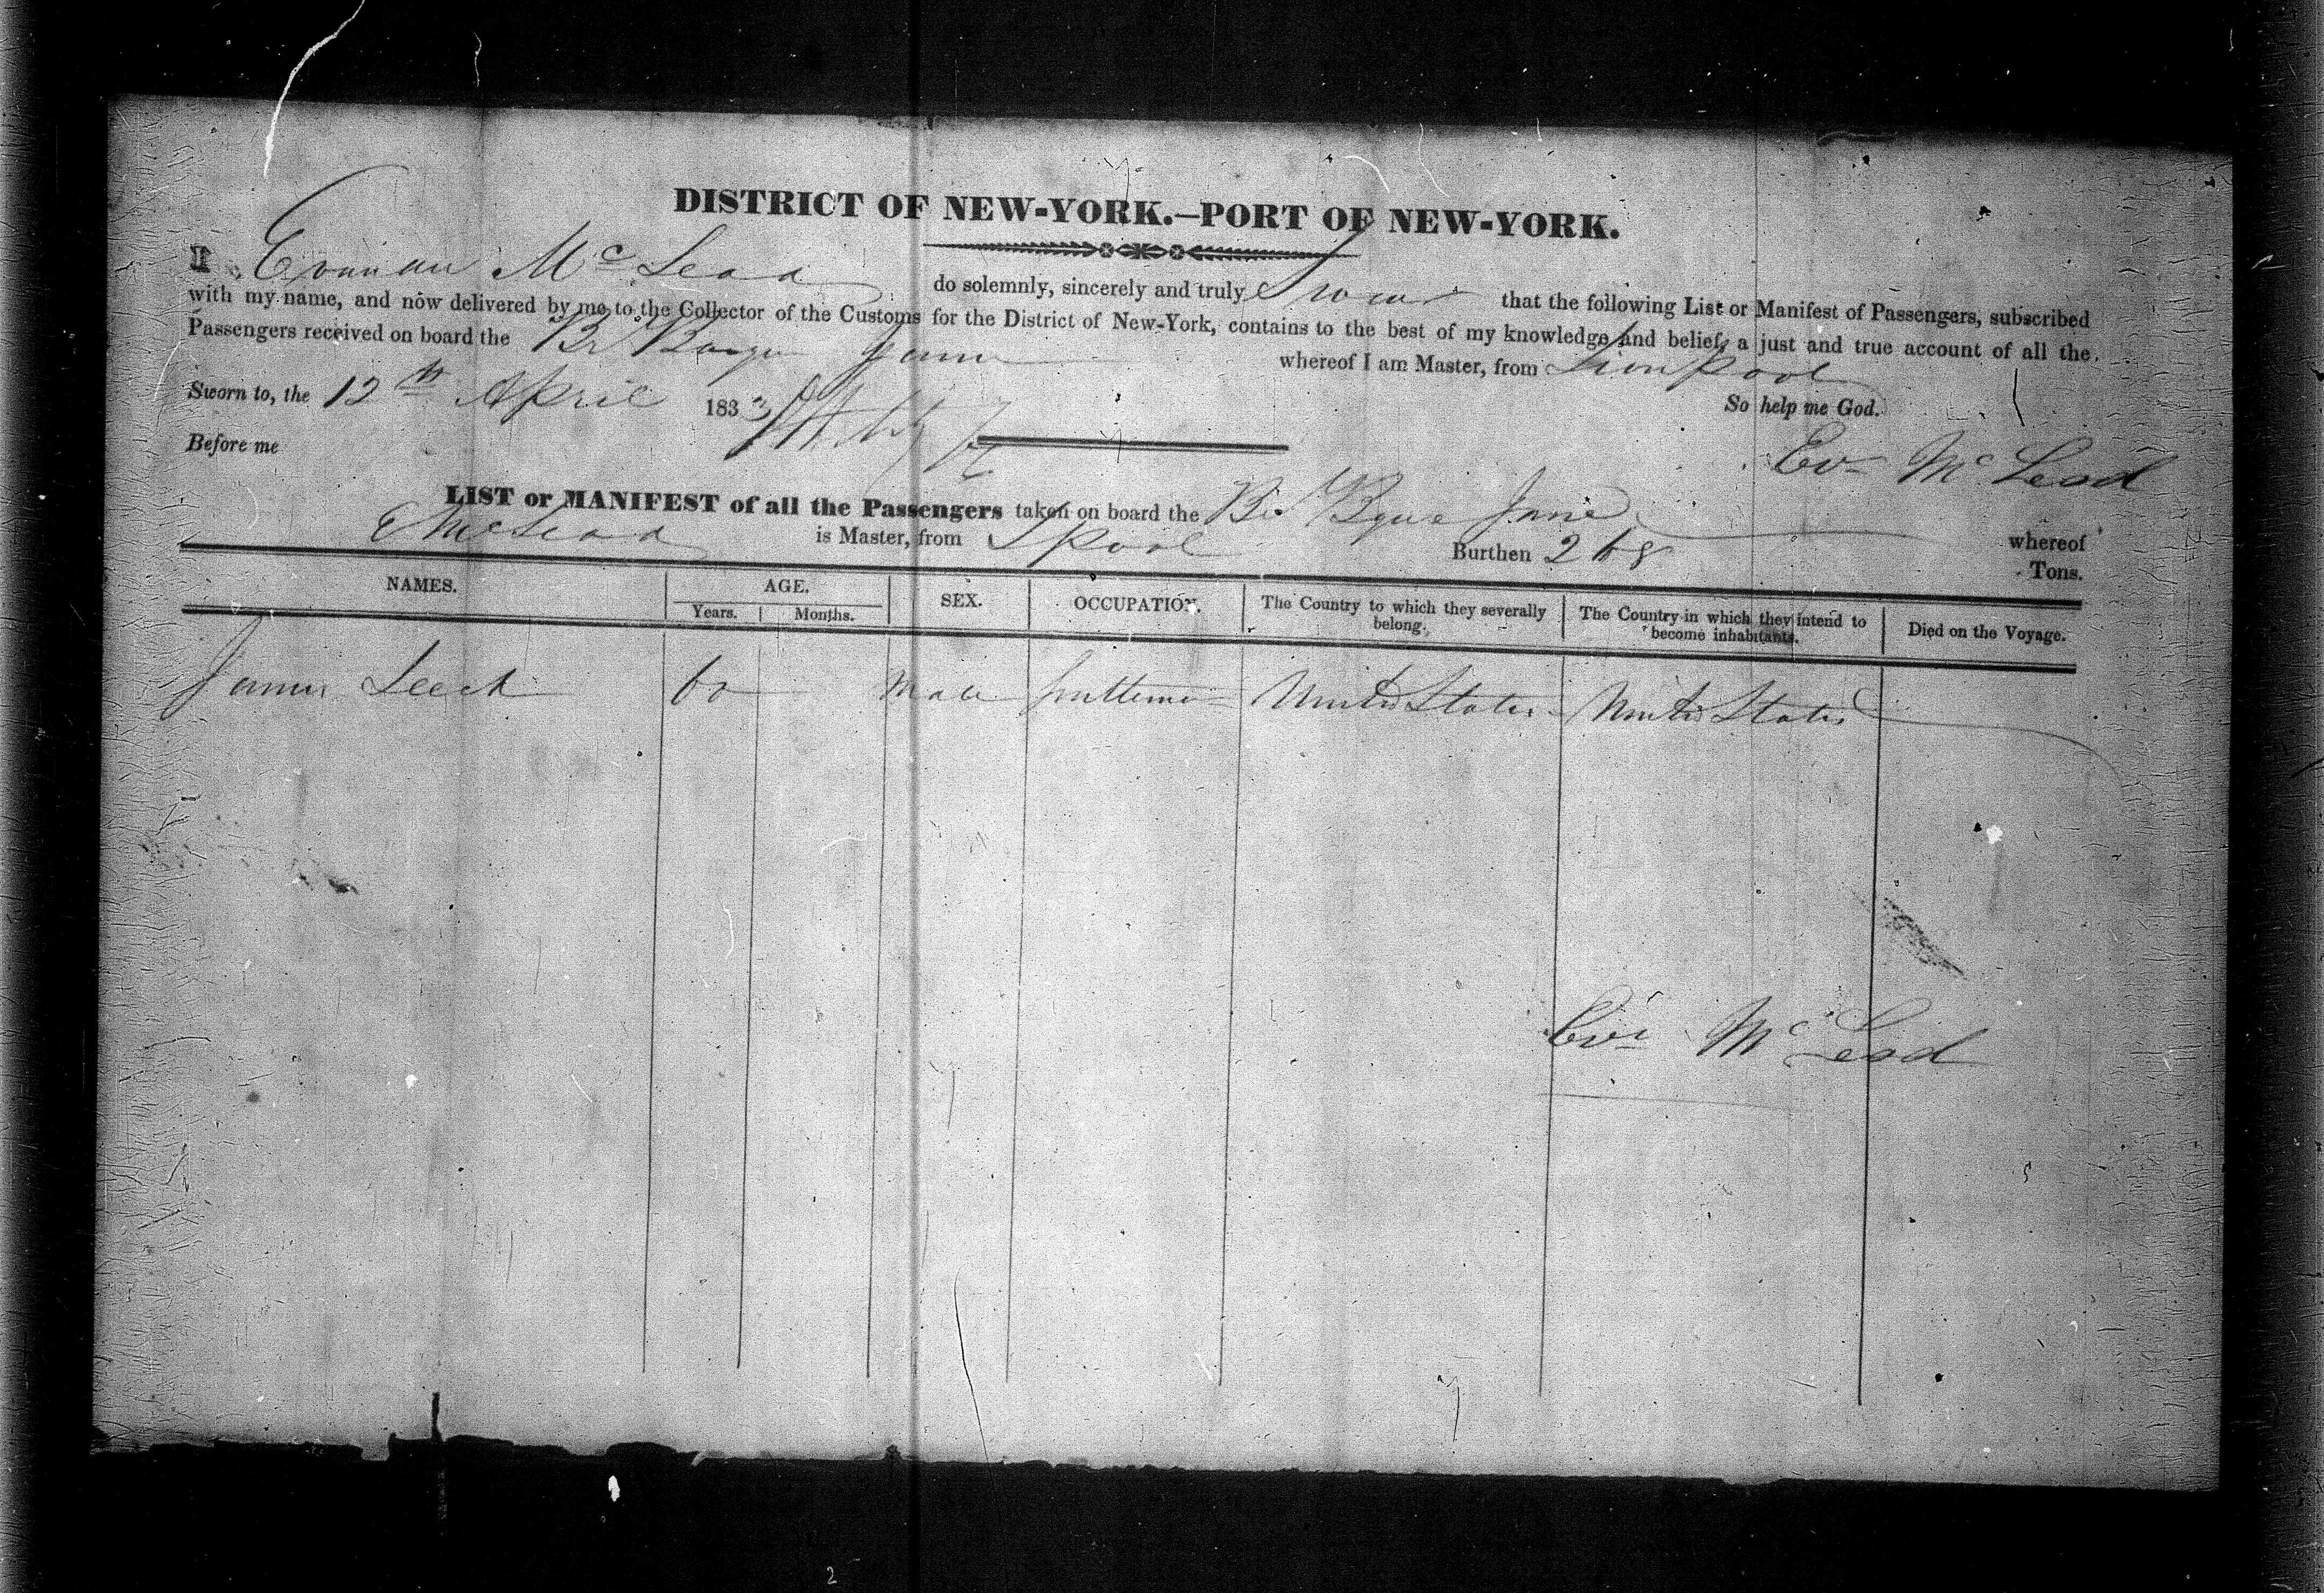 DISTRICT OF NEW-YORK.—PORT OF NEW-YORK.
I, Evanan McLead do solemnly, sincerely and truly Swear that the following List or Manifest of Passengers, subscribed
with my name, and now delivered by me to the Collector of the Customs for the District of New-York, contains to the best of my knowledge and belief, a just and true account of all the
Passengers received on board the Br Barque Jane whereof I am Master, from Liverpool
Sworn to, the 12th April 183 So help me God.
Before me
Ev McLead
LIST or MANIFEST of all the Passengers taken on board the Br Bque Jane whereof
E McLead is Master, from LPool Burthen 268 Tons.
NAMES. AGE. SEX. OCCUPATION. The Country to which they severally belong. The Country in which they intend to become inhabitants. Died on the Voyage.
Years. Months.
James Leech 60 Male Gentleman United States United States
Evn McLead
2